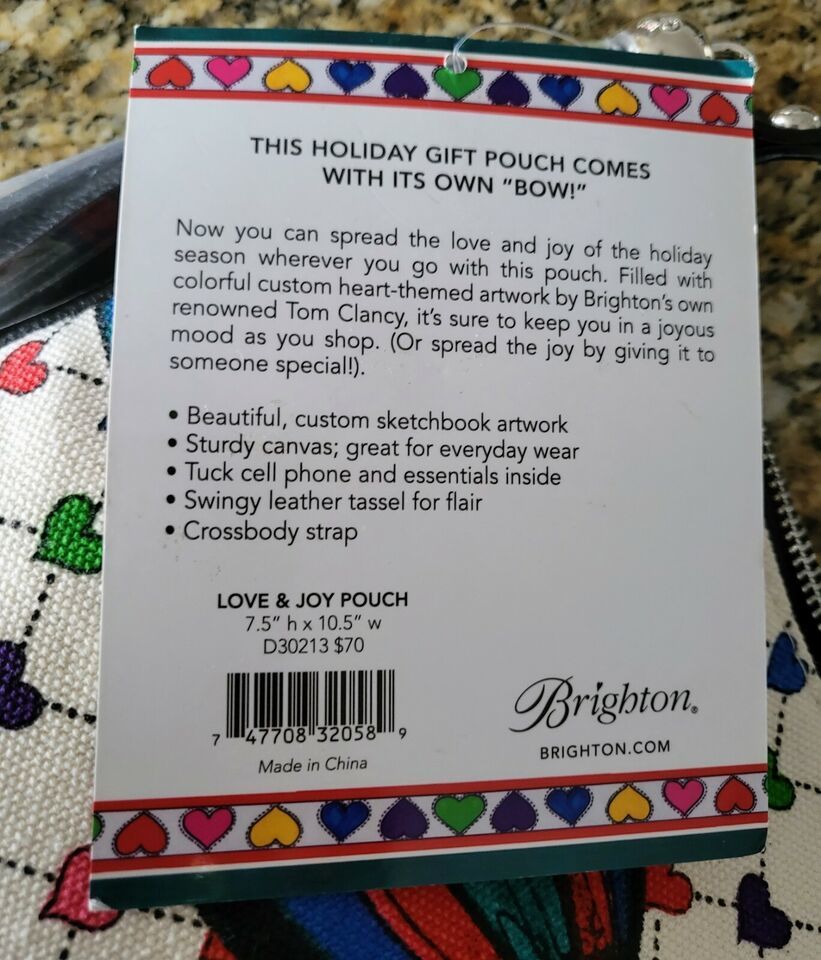 THIS HOLIDAY GIFT POUCH COMES
WITH ITS OWN "BOW!"
Now you can spread the love and joy of the holiday
season wherever you go with this pouch. Filled with
colorful custom heart-themed artwork by Brighton's own
renowned Tom Clancy, it's sure to keep you in a joyous
mood as you shop. (Or spread the joy by giving it to
someone special!).
• Beautiful, custom sketchbook artwork
• Sturdy canvas; great for everyday wear
• Tuck cell phone and essentials inside
• Swingy leather tassel for flair
• Crossbody strap
LOVE & JOY POUCH
7.5" h x 10.5" w
D30213 $70
7 47708 32058 9
Made in China
Brighton®
BRIGHTON.COM